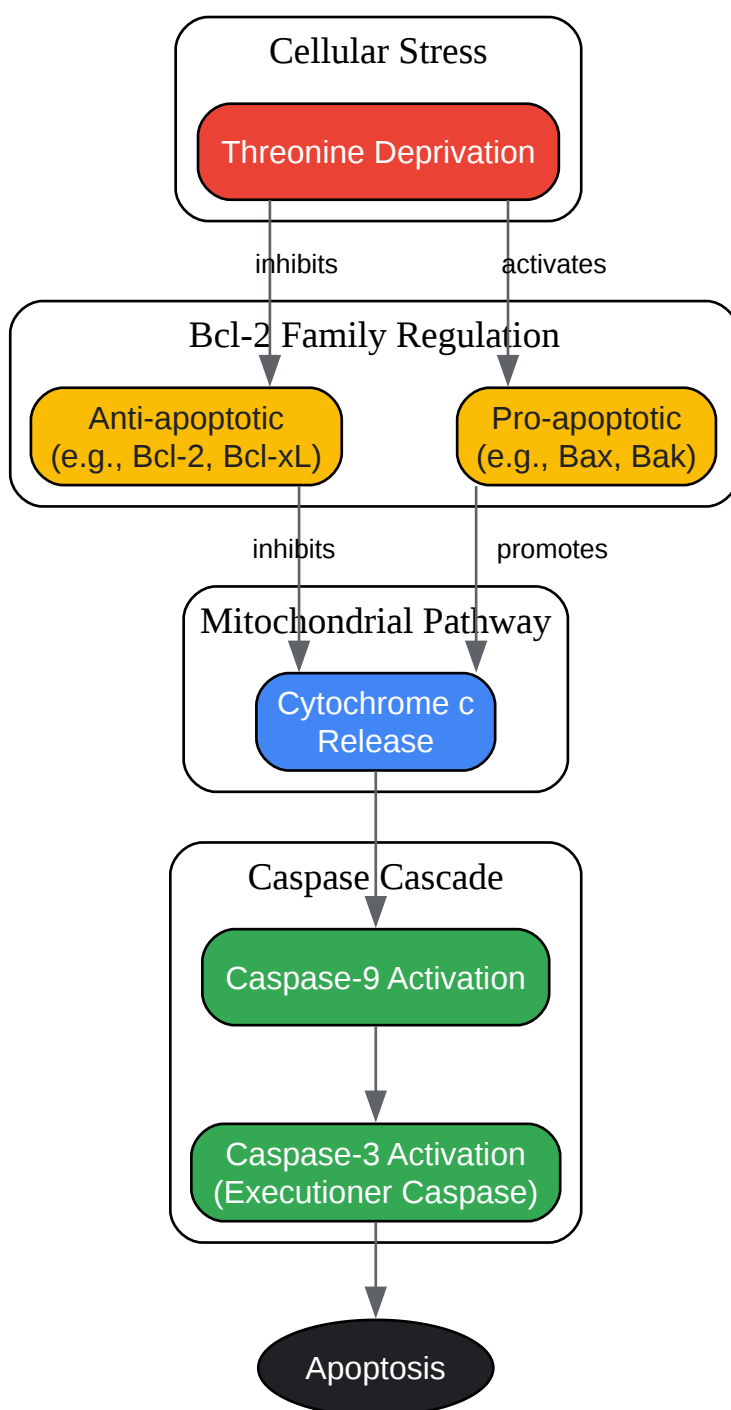 Cellular Stress
Threonine Deprivation
inhibits
activates
Bcl-2 Family Regulation
Anti-apoptotic
(e.g., Bcl-2, Bcl-xL)
Pro-apoptotic
(e.g., Bax, Bak)
inhibits
promotes
Mitochondrial Pathway
Cytochrome c
Release
Caspase Cascade
Caspase-9 Activation
Caspase-3 Activation
(Executioner Caspase)
Apoptosis